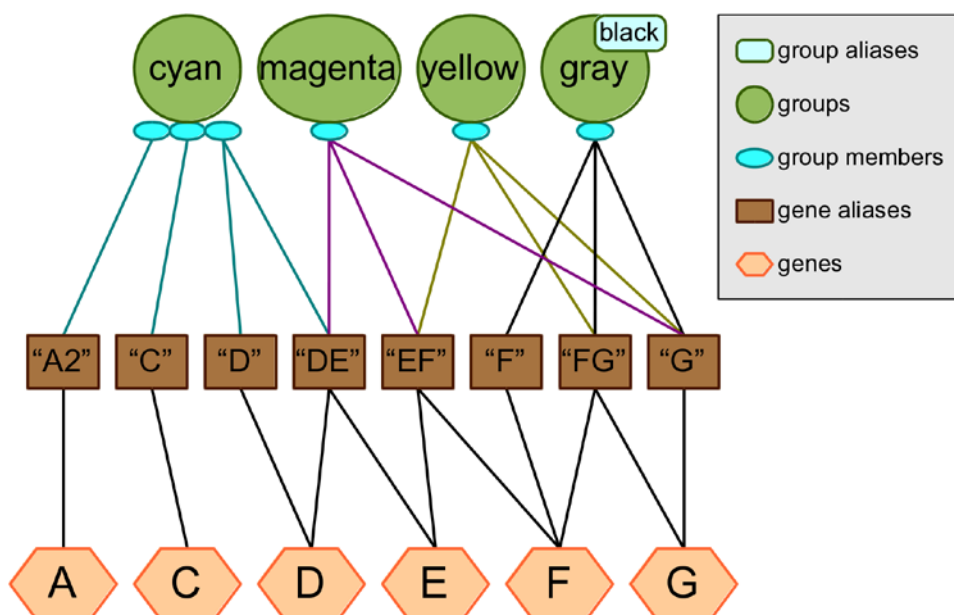 black
cyan
magenta
yellow
gray
group aliases
groups
group members
gene aliases
genes
“A2”
“C”
“D”
“DE”
“EF”
“F”
“FG”
“G”
A
C
D
E
F
G